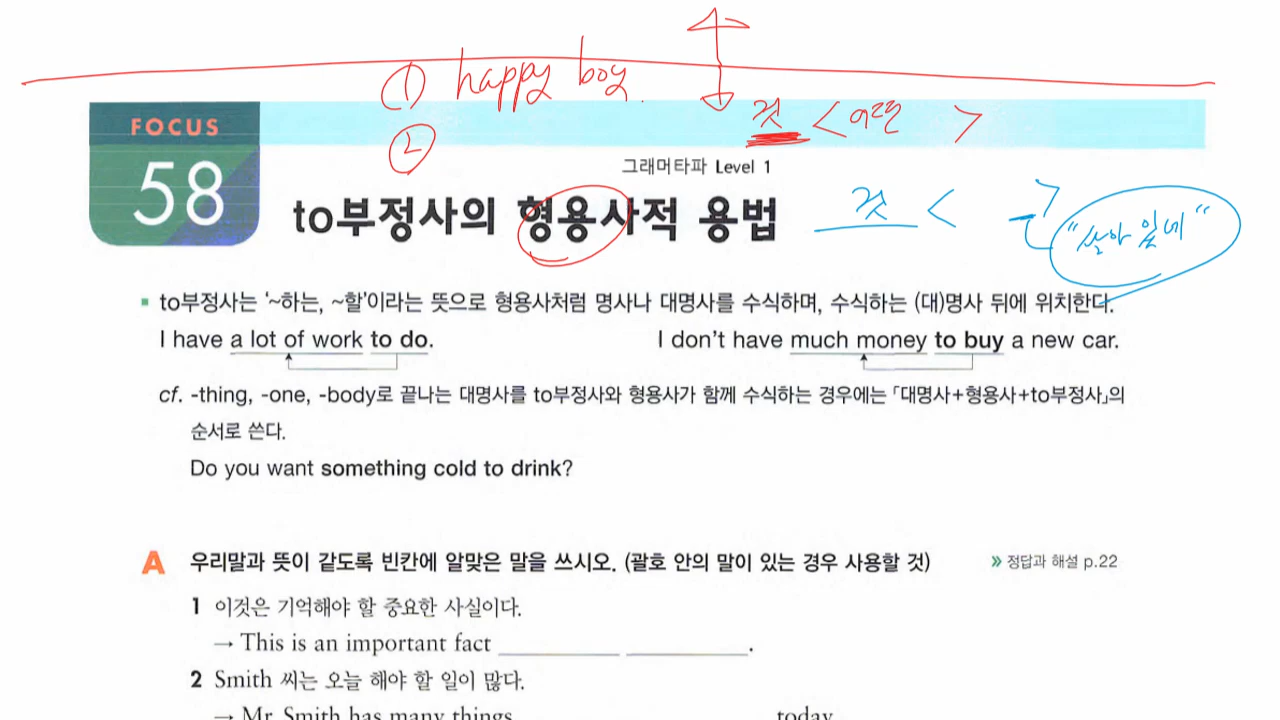 ① happy boy
FOCUS
58
②
것 < 어떤 >
그래머타파 Level 1
to부정사의 형용사적 용법
것 < ㄴ >
"살아 있네"
▪ to부정사는 '~하는, ~할'이라는 뜻으로 형용사처럼 명사나 대명사를 수식하며, 수식하는 (대)명사 뒤에 위치한다.
I have a lot of work to do. I don't have much money to buy a new car.
cf. -thing, -one, -body로 끝나는 대명사를 to부정사와 형용사가 함께 수식하는 경우에는 「대명사+형용사+to부정사」의
순서로 쓴다.
Do you want something cold to drink?
A 우리말과 뜻이 같도록 빈칸에 알맞은 말을 쓰시오. (괄호 안의 말이 있는 경우 사용할 것) » 정답과 해설 p.22
1 이것은 기억해야 할 중요한 사실이다.
→ This is an important fact ____________ ____________.
2 Smith 씨는 오늘 해야 할 일이 많다.
→ Mr. Smith has many things today